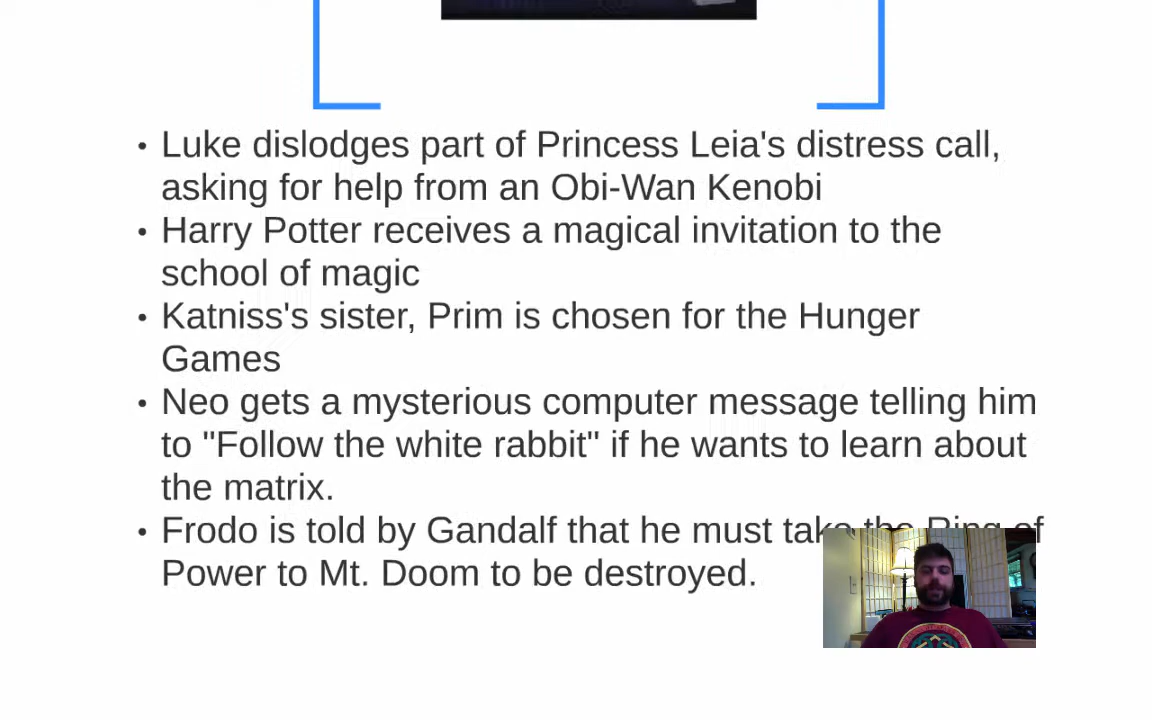 • Luke dislodges part of Princess Leia's distress call,
asking for help from an Obi-Wan Kenobi
• Harry Potter receives a magical invitation to the
school of magic
• Katniss's sister, Prim is chosen for the Hunger
Games
• Neo gets a mysterious computer message telling him
to "Follow the white rabbit" if he wants to learn about
the matrix.
• Frodo is told by Gandalf that he must take the Ring of
Power to Mt. Doom to be destroyed.